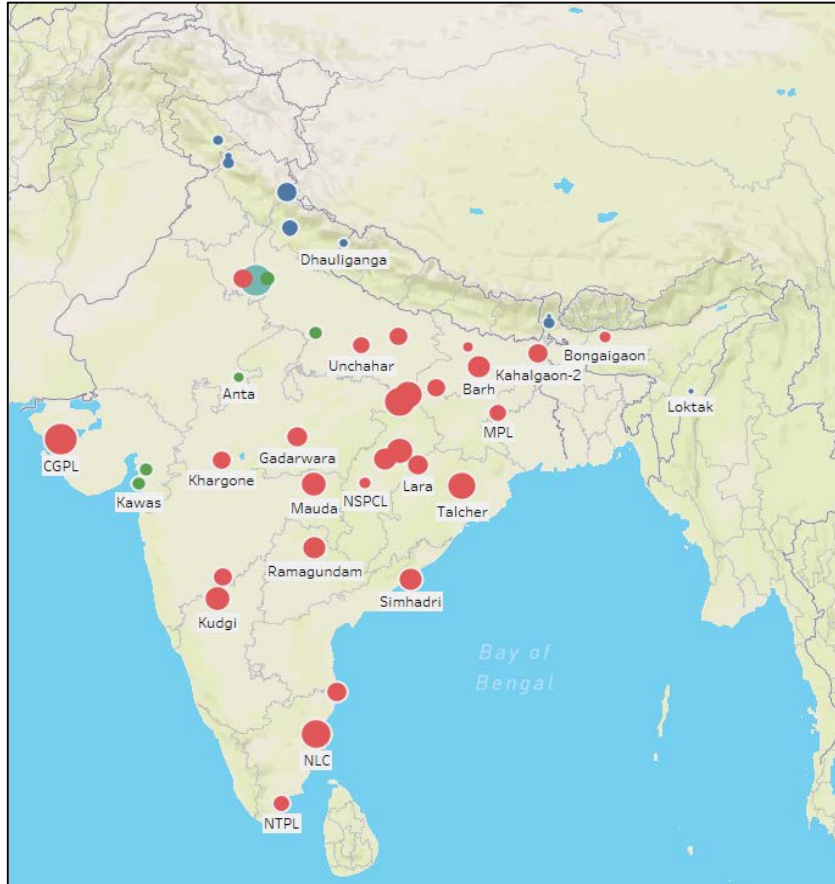 Dhauliganga
Unchahar
Bongaigaon
Kahalgaon-2
Barh
Anta
Loktak
MPL
CGPL
Gadarwara
Khargone
Lara
Kawas
NSPCL
Mauda
Talcher
Ramagundam
Simhadri
Kudgi
Bay of
Bengal
NLC
NTPL